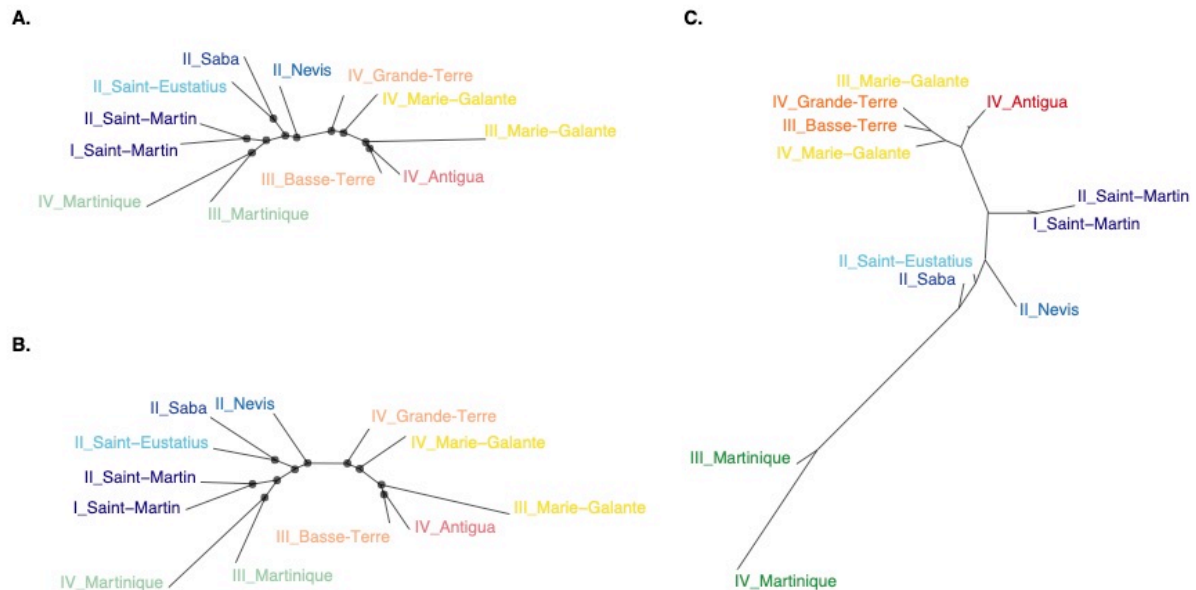 A.
II_Saba
II_Nevis
IV_Grande-Terre
II_Saint−Eustatius
IV_Marie−Galante
II_Saint−Martin
III_Marie−Galante
I_Saint−Martin
III_Basse-Terre
IV_Antigua
IV_Martinique
III_Martinique
B.
II_Saba
II_Nevis
IV_Grande-Terre
II_Saint−Eustatius
IV_Marie−Galante
II_Saint−Martin
I_Saint−Martin
III_Marie−Galante
IV_Antigua
III_Basse-Terre
III_Martinique
IV_Martinique
C.
III_Marie−Galante
IV_Grande-Terre
IV_Antigua
III_Basse-Terre
IV_Marie−Galante
II_Saint−Martin
I_Saint−Martin
II_Saint−Eustatius
II_Saba
II_Nevis
III_Martinique
IV_Martinique